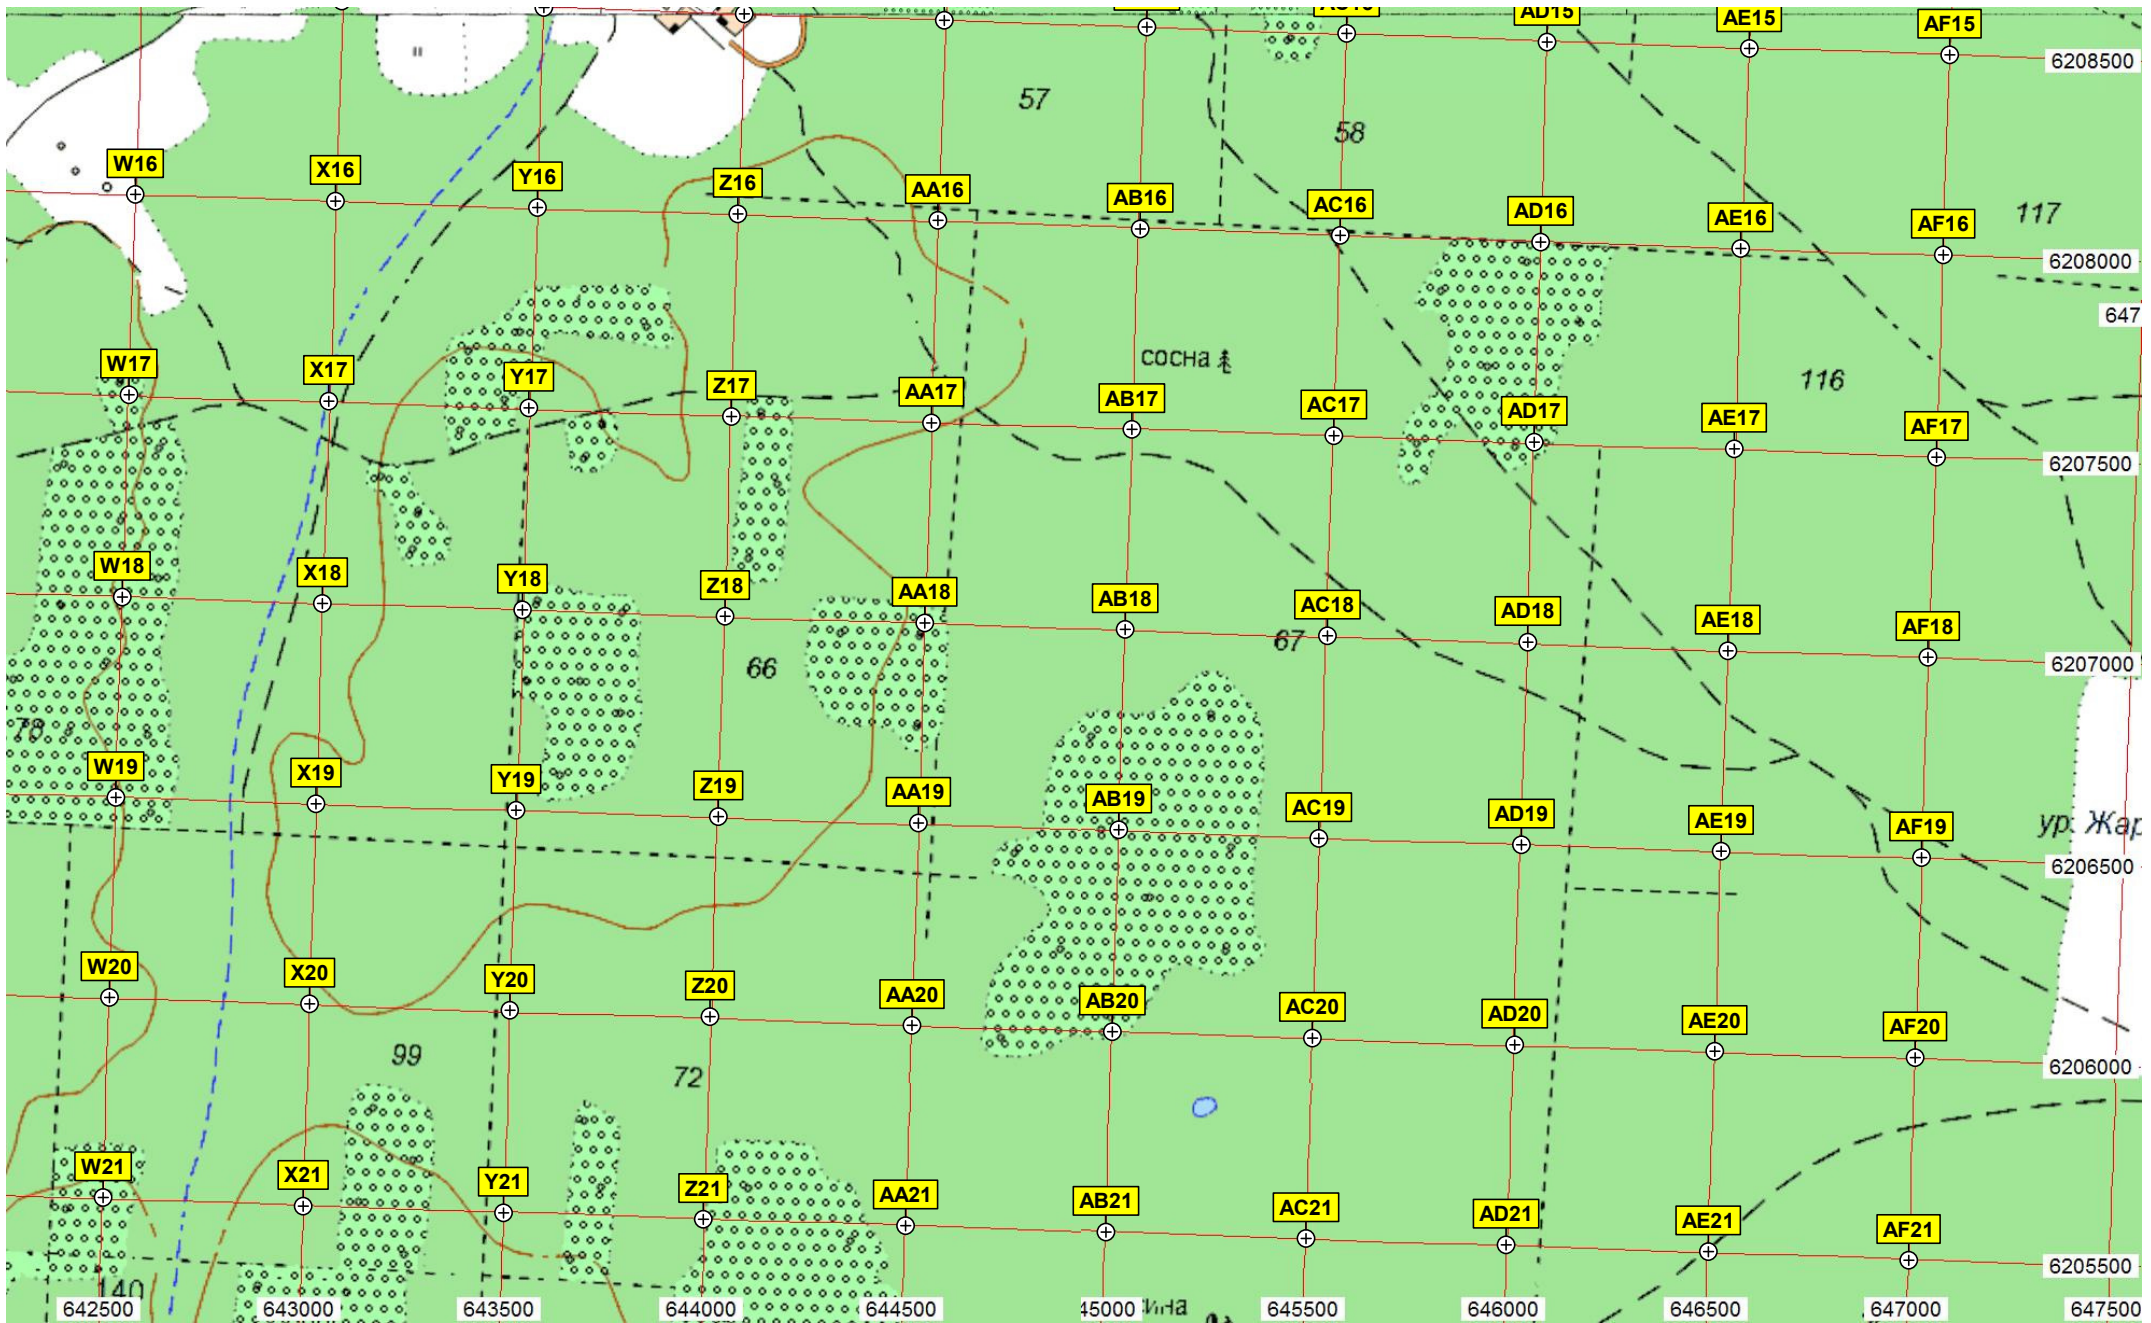 AD15 AE15 AF15
6208500
57
58
W16 X16 Y16 Z16 AA16 AB16 AC16 AD16 AE16 AF16
117
6208000
647
сосна
116
W17 X17 Y17 Z17 AA17 AB17 AC17 AD17 AE17 AF17
6207500
W18 X18 Y18 Z18 AA18 AB18 AC18 AD18 AE18 AF18
67
66
6207000
W19 X19 Y19 Z19 AA19 AB19 AC19 AD19 AE19 AF19
ур. Жар
6206500
W20 X20 Y20 Z20 AA20 AB20 AC20 AD20 AE20 AF20
99
72
6206000
W21 X21 Y21 Z21 AA21 AB21 AC21 AD21 AE21 AF21
6205500
140
642500 643000 643500 644000 644500 45000 645500 646000 646500 647000 647500